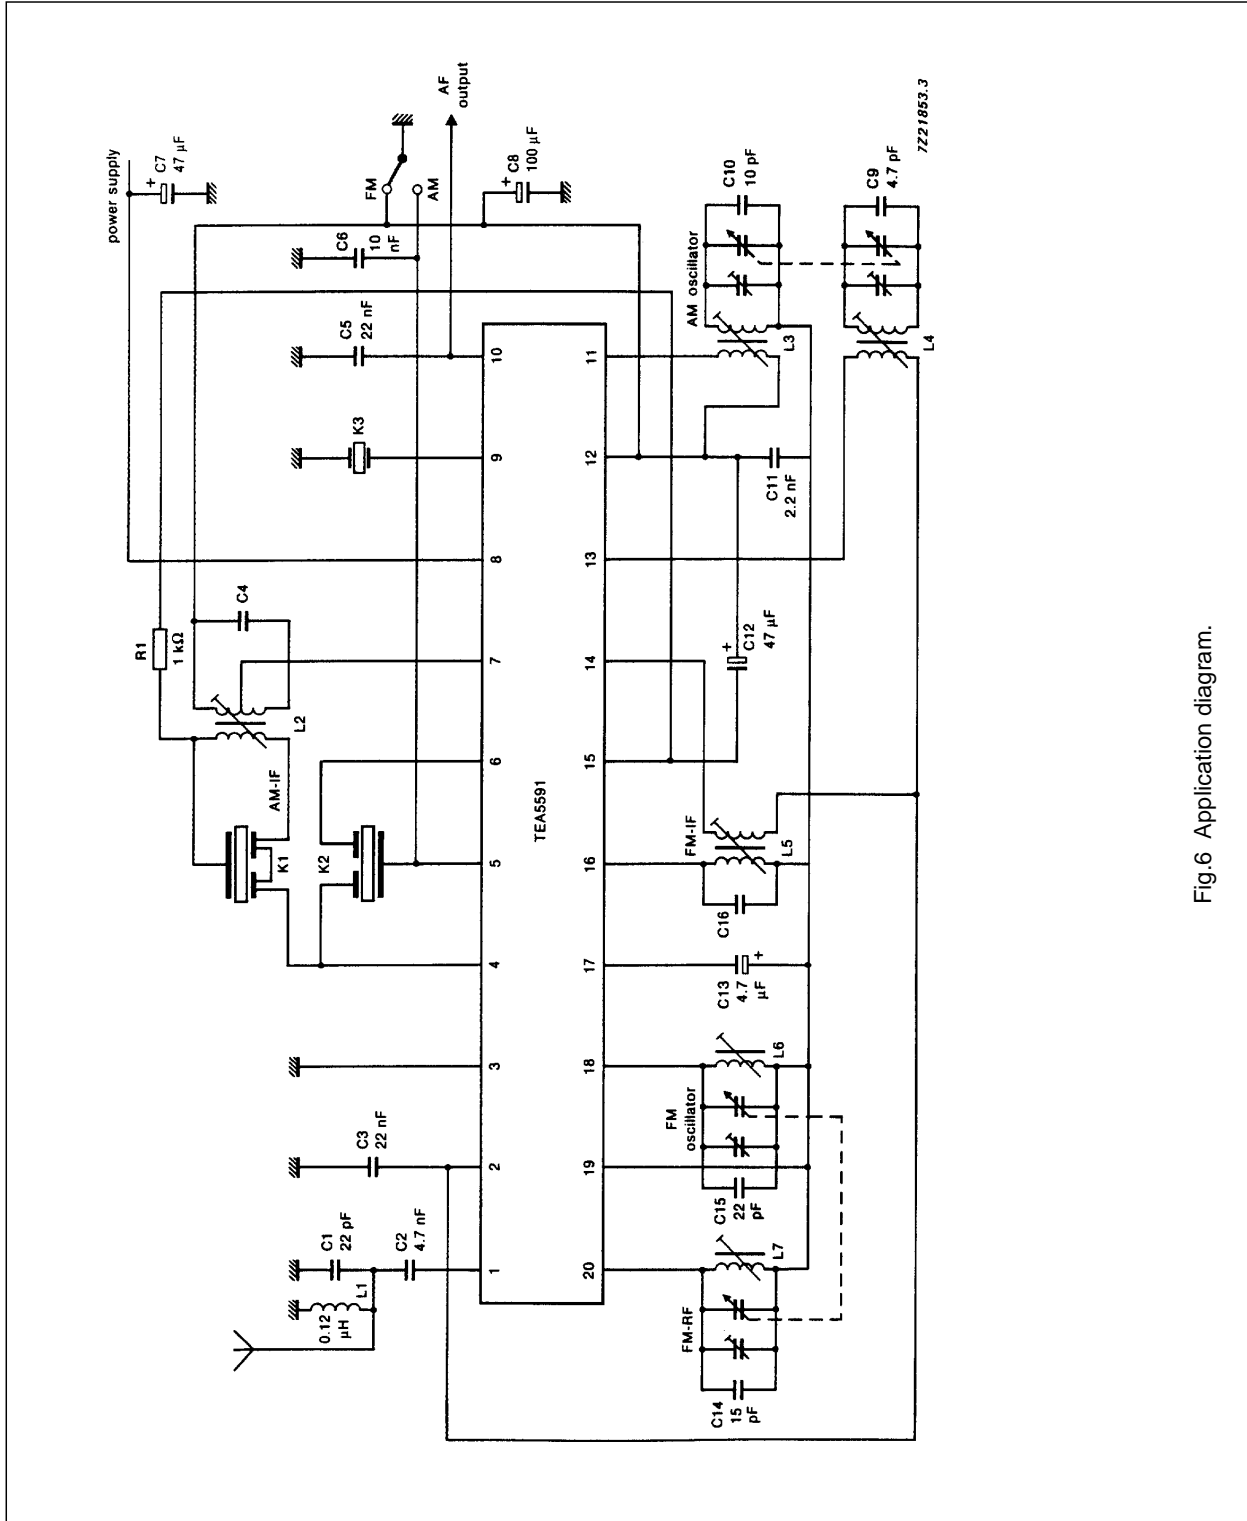 power supply
+
C7
47 µF
AF
output
FM
AM
+
C8
100 µF
C6
10
nF
C5
22 nF
K3
R1
1 kΩ
C4
L2
AM-IF
K1
K2
C3
22 nF
C1
22 pF
C2
4.7 nF
L1
0.12
µH
1
2
3
4
5
6
7
8
9
10
TEA5591
20
19
18
17
16
15
14
13
12
11
FM-RF
C14
15
pF
L7
FM
oscillator
C15
22
pF
L6
C13
4.7
µF
+
FM-IF
C16
L5
+
C12
47 µF
C11
2.2 nF
AM oscillator
L3
C10
10 pF
L4
C9
4.7 pF
7Z21853.3
Fig.6 Application diagram.